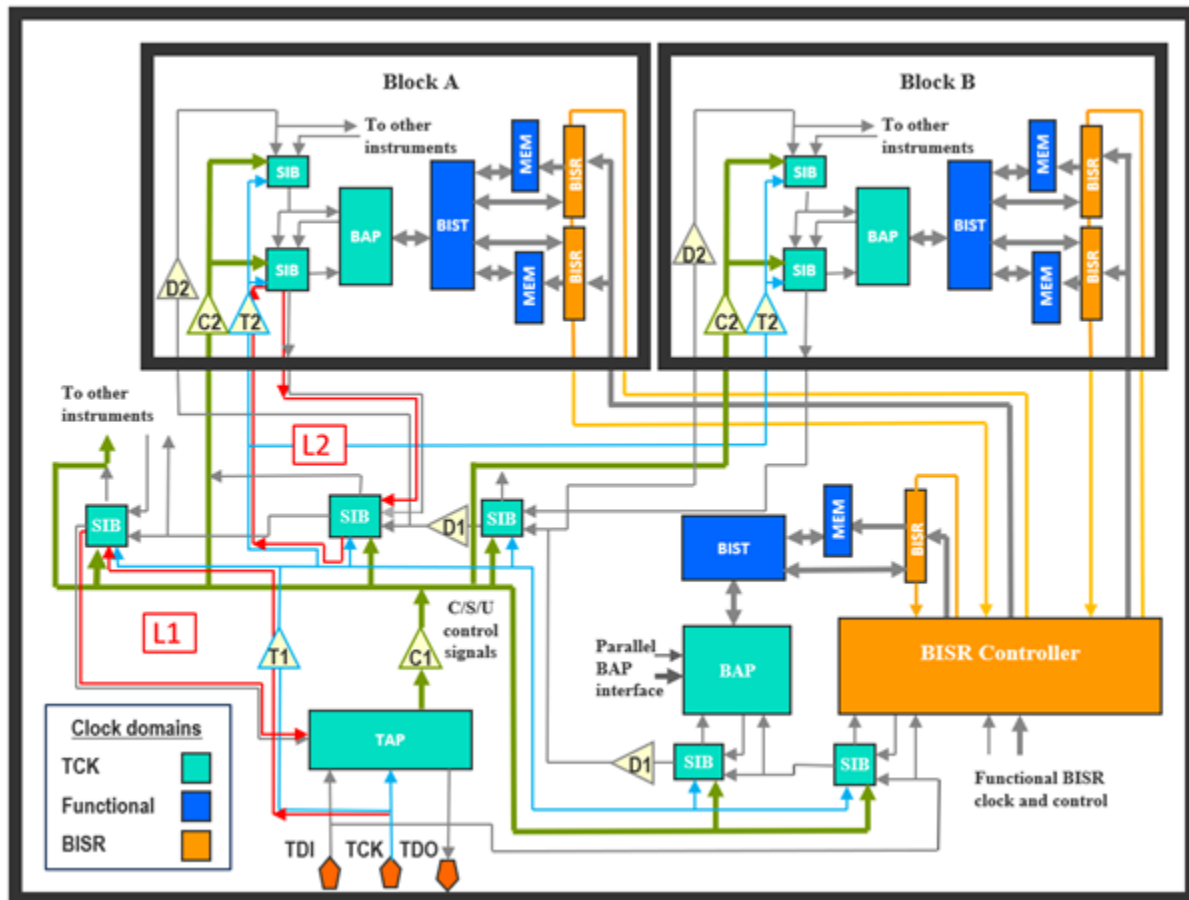 Block A
Block B
To other
instruments
To other
instruments
SIB
MEM
BISR
SIB
MEM
BISR
BAP
BIST
BAP
BIST
D2
SIB
MEM
BISR
D2
SIB
MEM
BISR
C2
T2
C2
T2
To other
instruments
L2
SIB
SIB
D1
SIB
MEM
BISR
BIST
C/S/U
control
signals
L1
T1
C1
Parallel
BAP
interface
BAP
BISR Controller
Clock domains
TCK
Functional
BISR
TAP
D1
SIB
SIB
Functional BISR
clock and control
TDI
TCK
TDO